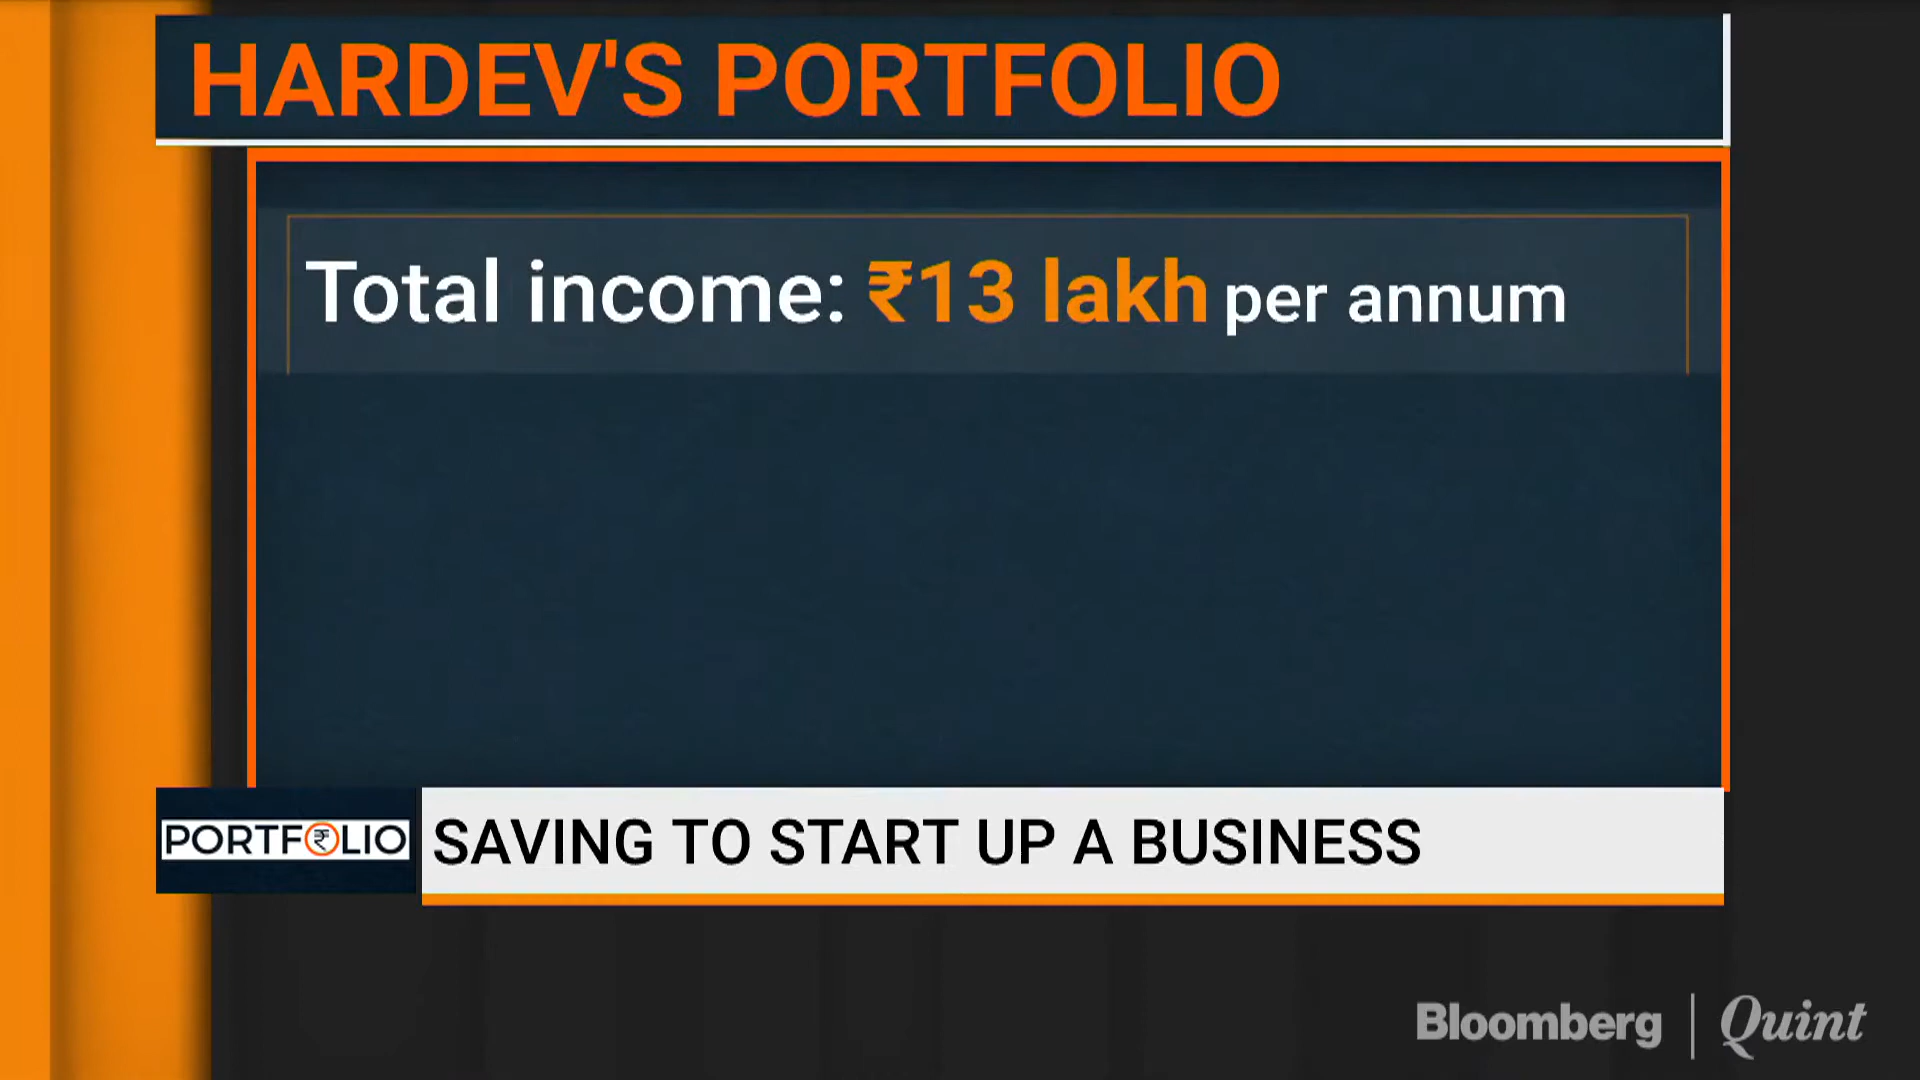 HARDEV'S PORTFOLIO
Total income: ₹13 lakh per annum
PORTF₹LIO SAVING TO START UP A BUSINESS
Bloomberg | Quint